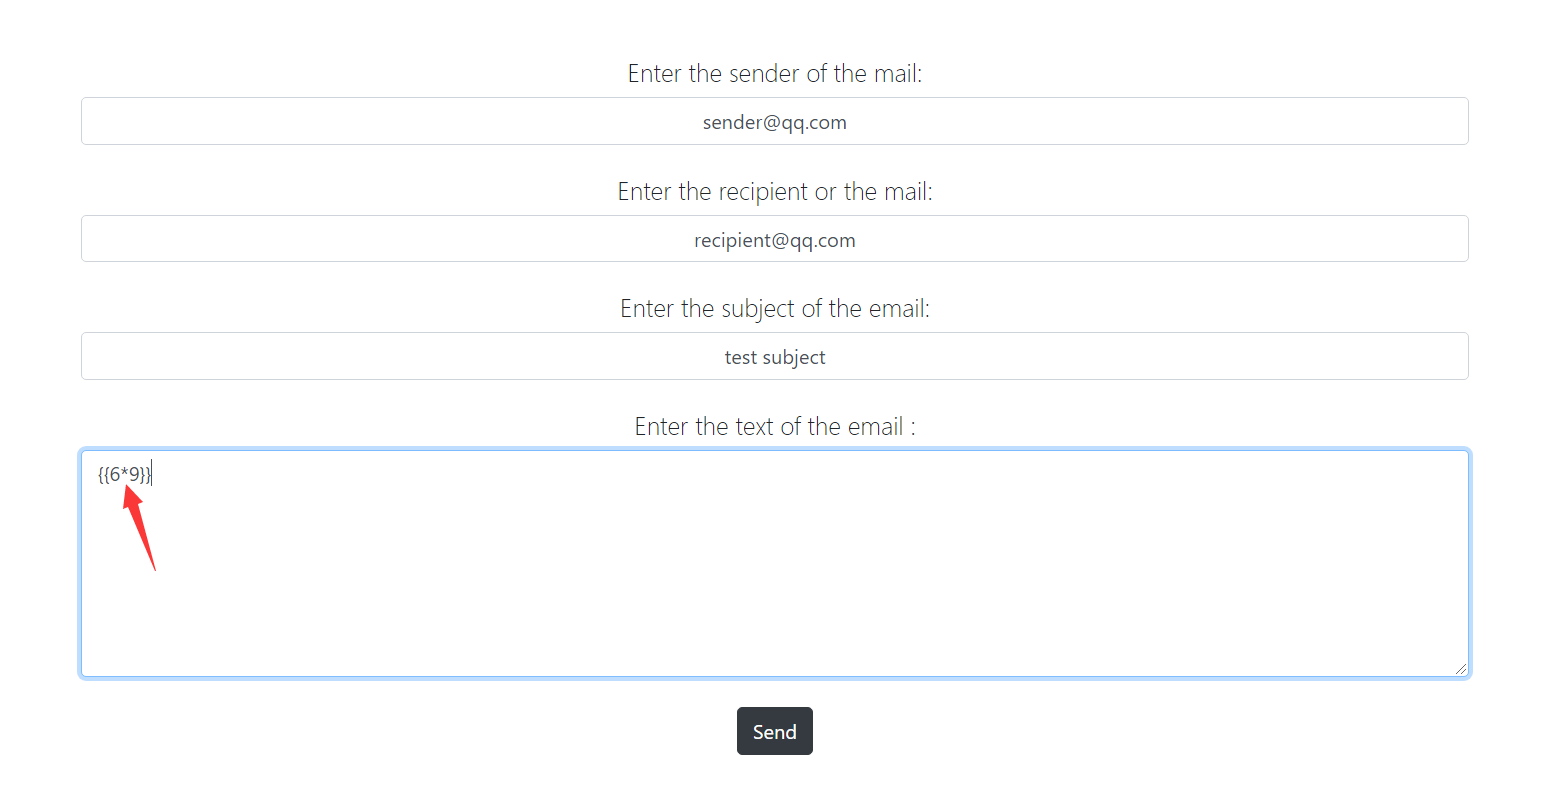 Enter the sender of the mail:
sender@qq.com
Enter the recipient or the mail:
recipient@qq.com
Enter the subject of the email:
test subject
Enter the text of the email :
{{6*9}}
Send